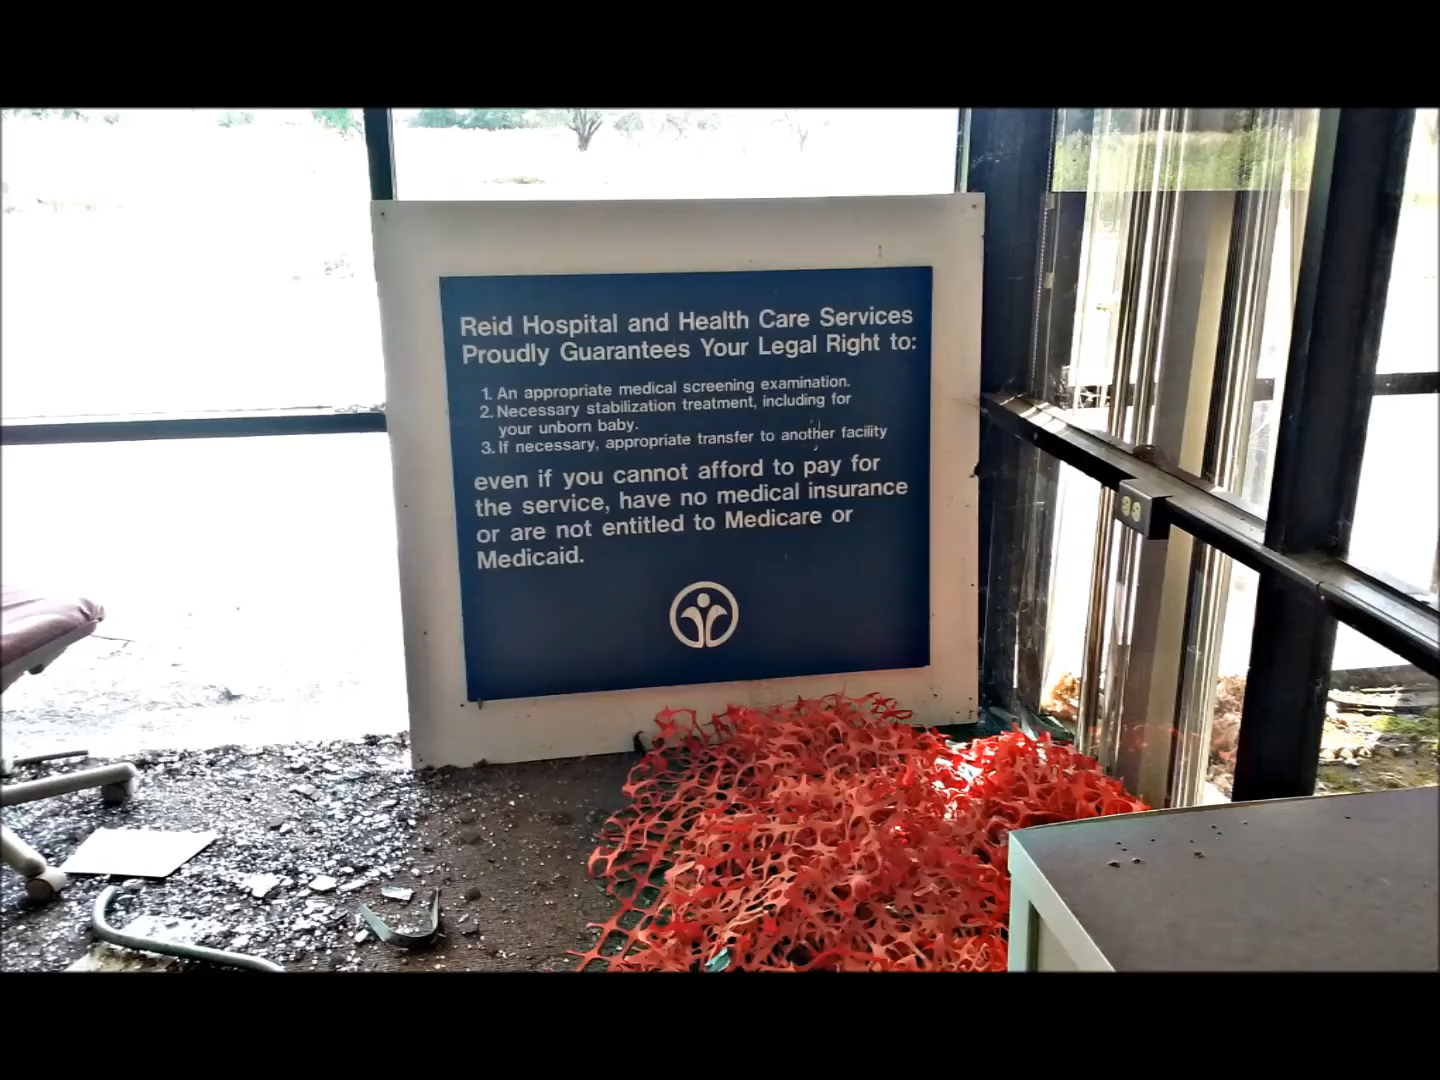 Reid Hospital and Health Care Services
Proudly Guarantees Your Legal Right to:
1. An appropriate medical screening examination.
2. Necessary stabilization treatment, including for
your unborn baby.
3. If necessary, appropriate transfer to another facility
even if you cannot afford to pay for
the service, have no medical insurance
or are not entitled to Medicare or
Medicaid.